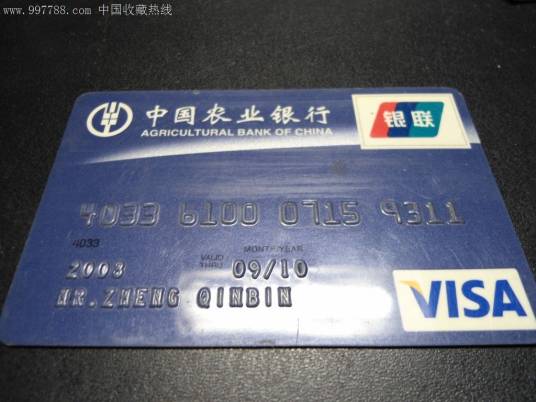 www.997788.com 中国收藏热线
中国农业银行
AGRICULTURAL BANK OF CHINA
银联
4033 6100 0715 9311
4033
MONTH/YEAR
VALID THRU
2008 09/10
MR.ZHENG QINBIN
VISA